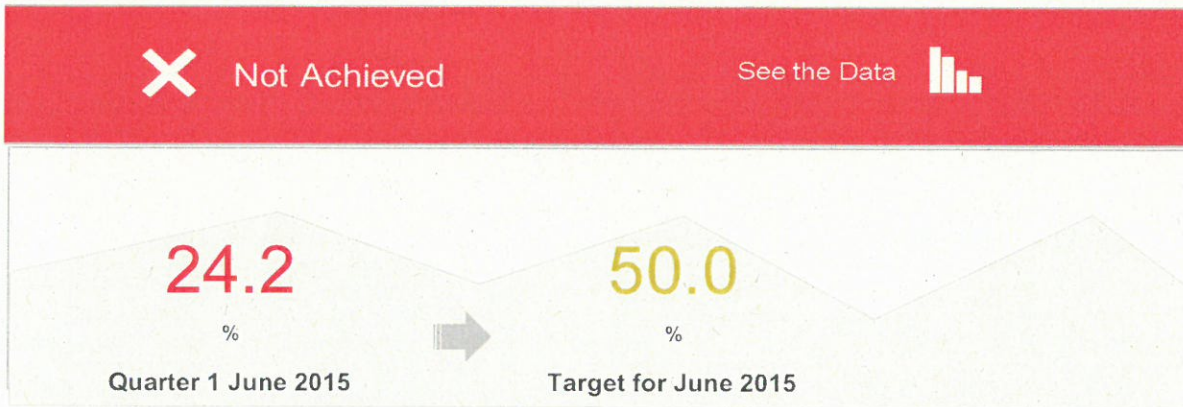 Not Achieved
See the Data
24.2
50.0
%
%
Quarter 1 June 2015
Target for June 2015